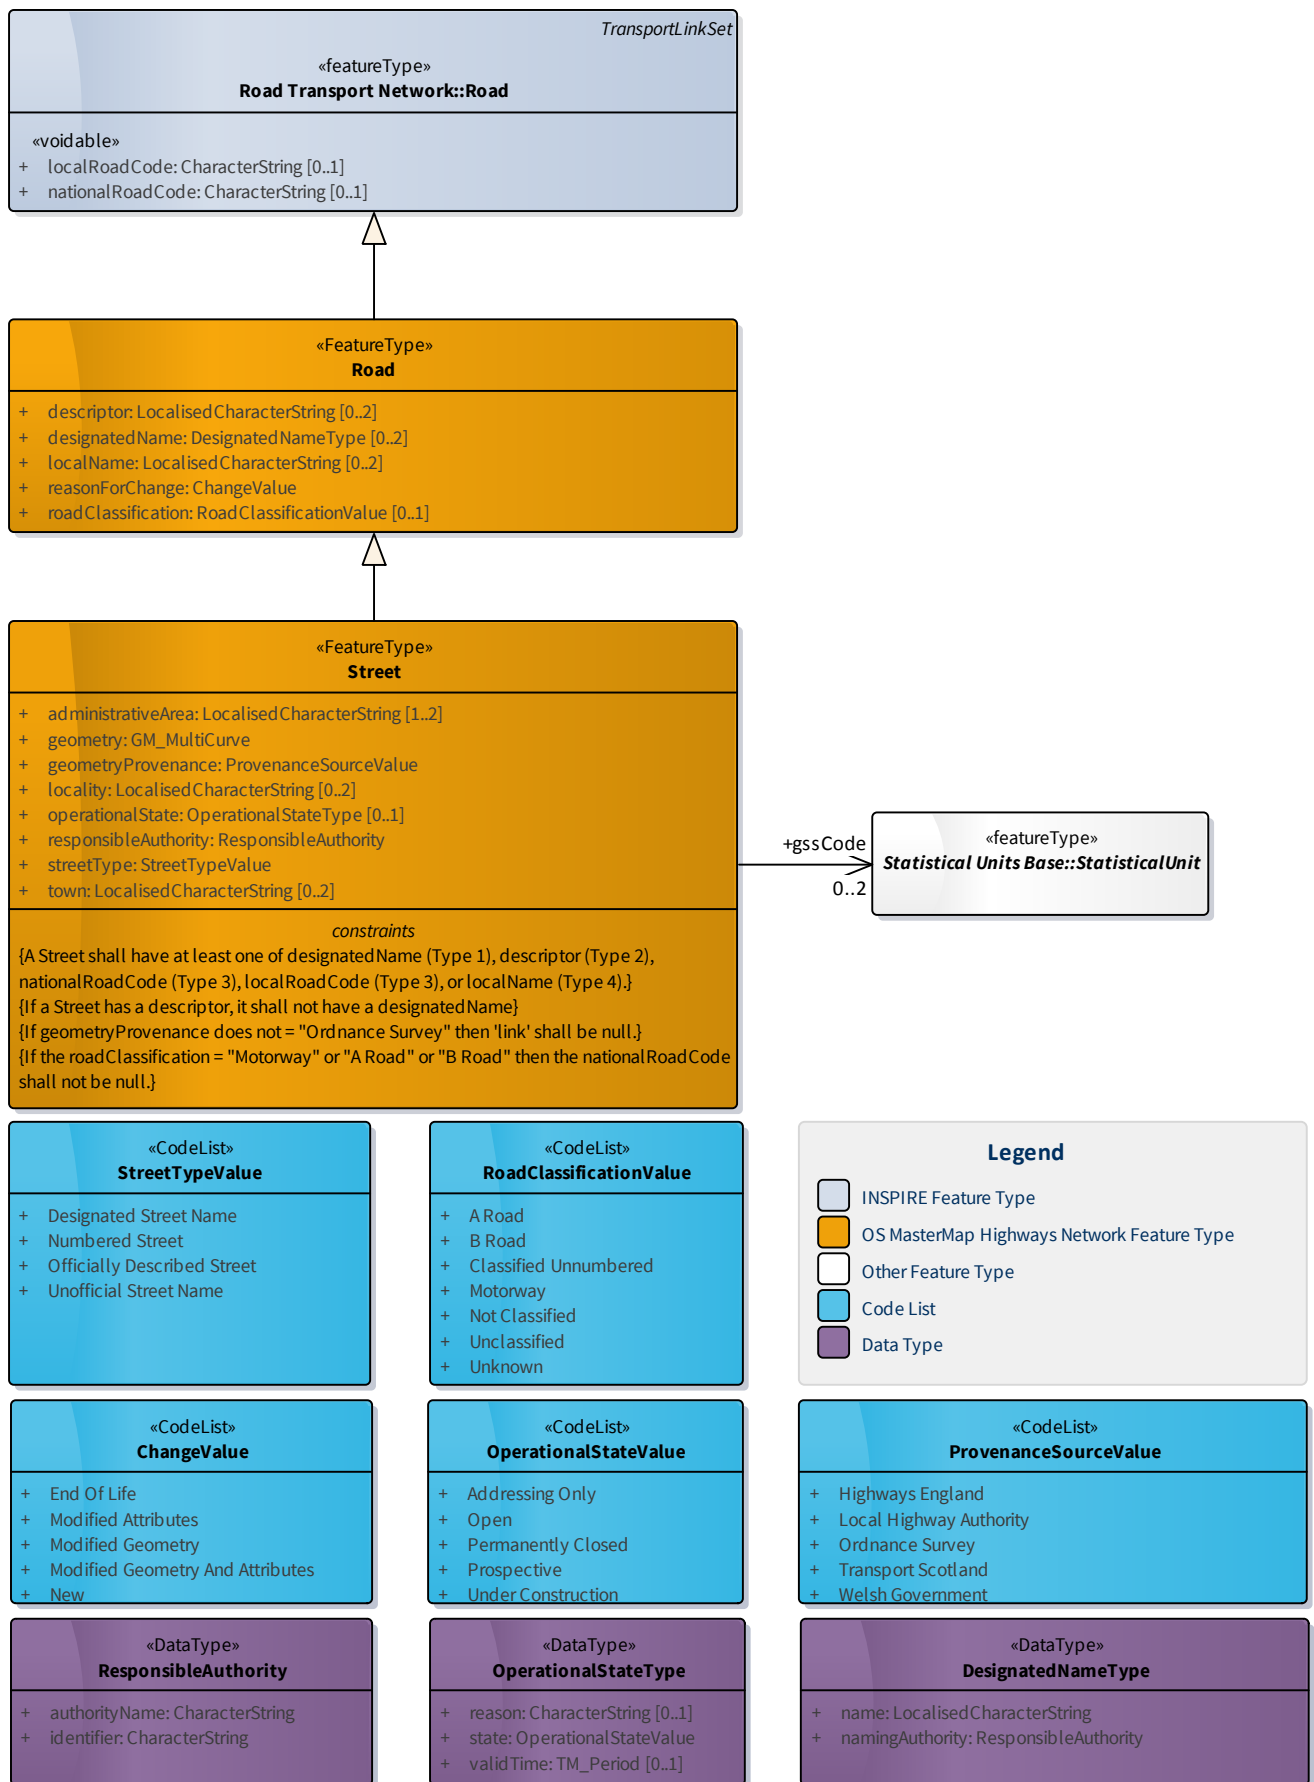 TransportLinkSet
«featureType»
Road Transport Network::Road
«voidable»
+ localRoadCode: CharacterString [0..1]
+ nationalRoadCode: CharacterString [0..1]
«FeatureType»
Road
+ descriptor: LocalisedCharacterString [0..2]
+ designatedName: DesignatedNameType [0..2]
+ localName: LocalisedCharacterString [0..2]
+ reasonForChange: ChangeValue
+ roadClassification: RoadClassificationValue [0..1]
«FeatureType»
Street
+ administrativeArea: LocalisedCharacterString [1..2]
+ geometry: GM_MultiCurve
+ geometryProvenance: ProvenanceSourceValue
+ locality: LocalisedCharacterString [0..2]
+ operationalState: OperationalStateType [0..1]
+ responsibleAuthority: ResponsibleAuthority
+ streetType: StreetTypeValue
+ town: LocalisedCharacterString [0..2]
constraints
{A Street shall have at least one of designatedName (Type 1), descriptor (Type 2),
nationalRoadCode (Type 3), localRoadCode (Type 3), or localName (Type 4).}
{If a Street has a descriptor, it shall not have a designatedName}
{If geometryProvenance does not = "Ordnance Survey" then 'link' shall be null.}
{If the roadClassification = "Motorway" or "A Road" or "B Road" then the nationalRoadCode
shall not be null.}
+gssCode
0..2
«featureType»
Statistical Units Base::StatisticalUnit
«CodeList»
StreetTypeValue
+ Designated Street Name
+ Numbered Street
+ Officially Described Street
+ Unofficial Street Name
«CodeList»
RoadClassificationValue
+ A Road
+ B Road
+ Classified Unnumbered
+ Motorway
+ Not Classified
+ Unclassified
+ Unknown
Legend
INSPIRE Feature Type
OS MasterMap Highways Network Feature Type
Other Feature Type
Code List
Data Type
«CodeList»
ChangeValue
+ End Of Life
+ Modified Attributes
+ Modified Geometry
+ Modified Geometry And Attributes
+ New
«CodeList»
OperationalStateValue
+ Addressing Only
+ Open
+ Permanently Closed
+ Prospective
+ Under Construction
«CodeList»
ProvenanceSourceValue
+ Highways England
+ Local Highway Authority
+ Ordnance Survey
+ Transport Scotland
+ Welsh Government
«DataType»
ResponsibleAuthority
+ authorityName: CharacterString
+ identifier: CharacterString
«DataType»
OperationalStateType
+ reason: CharacterString [0..1]
+ state: OperationalStateValue
+ validTime: TM_Period [0..1]
«DataType»
DesignatedNameType
+ name: LocalisedCharacterString
+ namingAuthority: ResponsibleAuthority